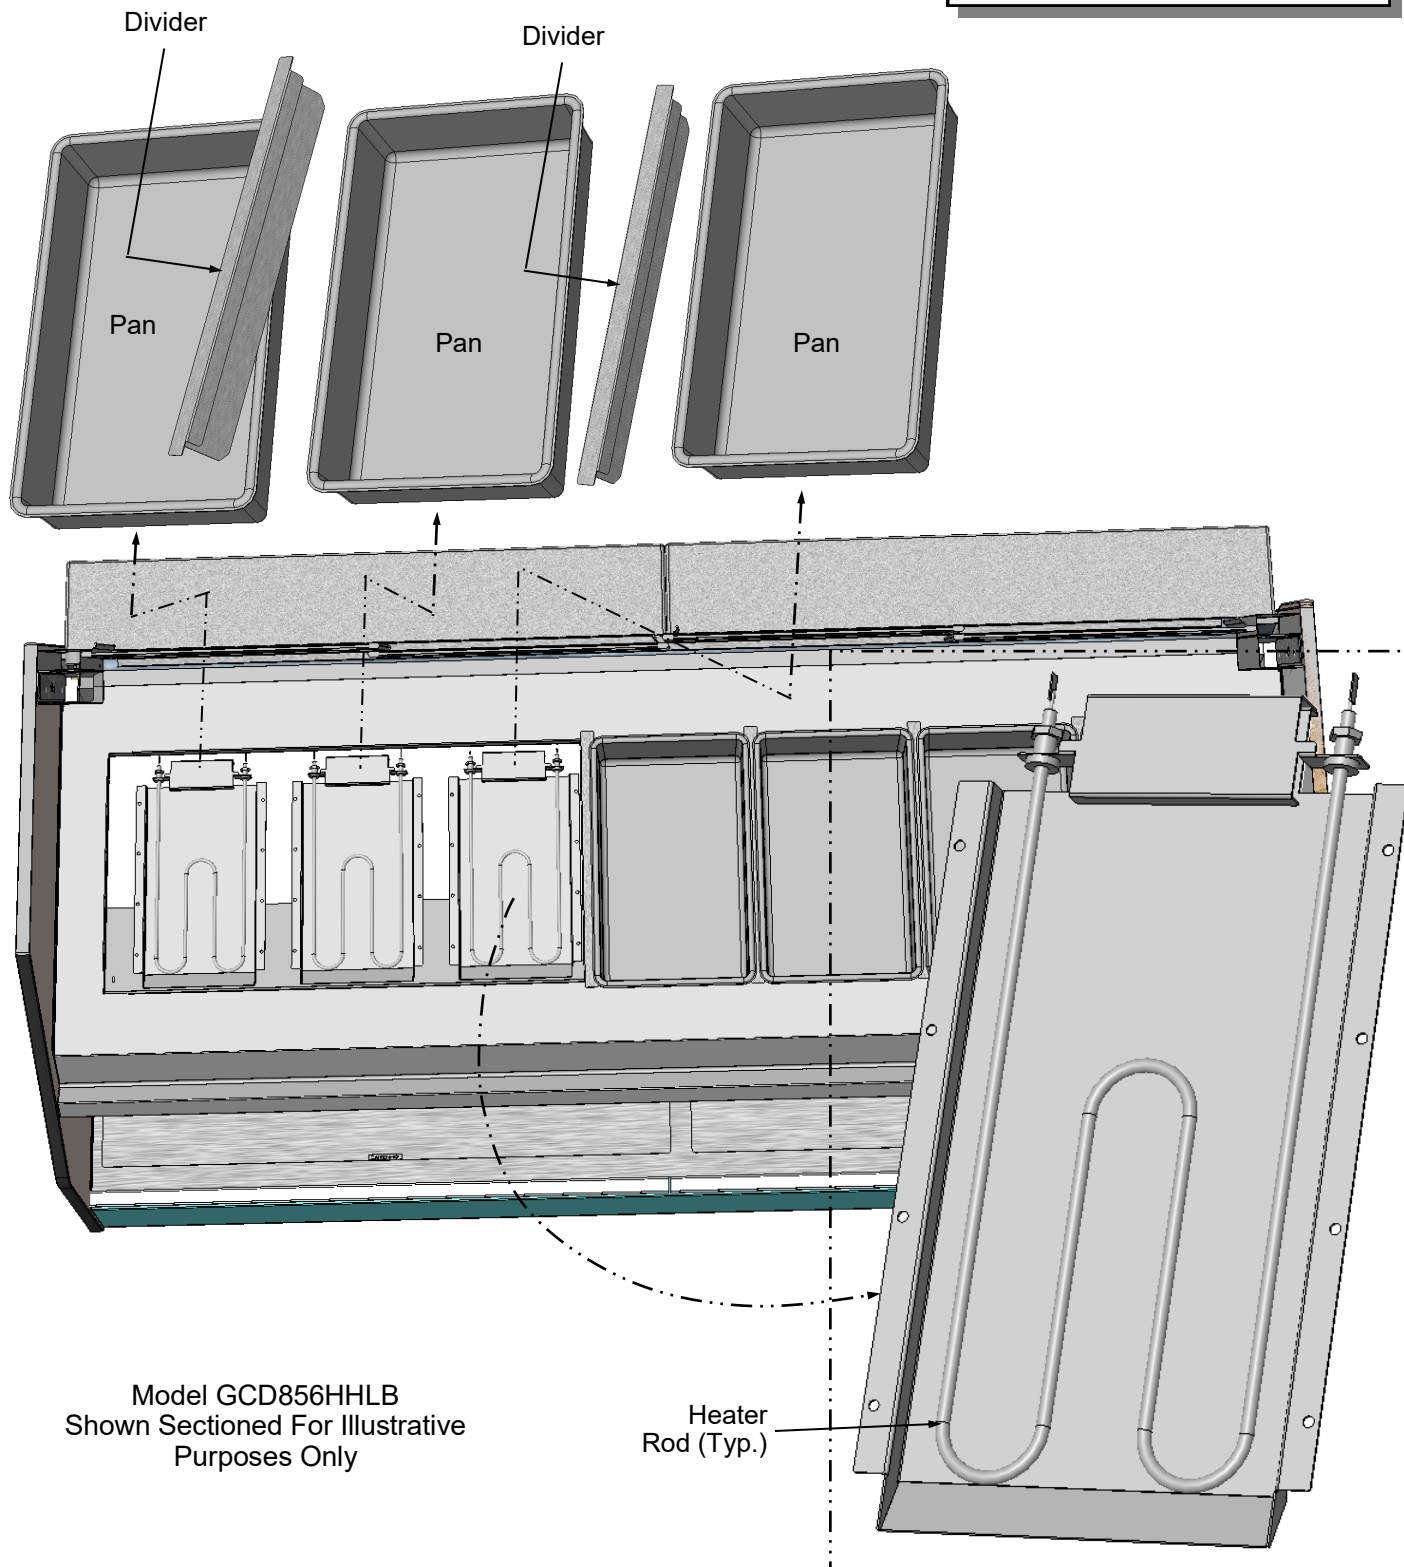 Divider
Divider
Pan
Pan
Pan
Model GCD856HHLB
Shown Sectioned For Illustrative
Purposes Only
Heater
Rod (Typ.)